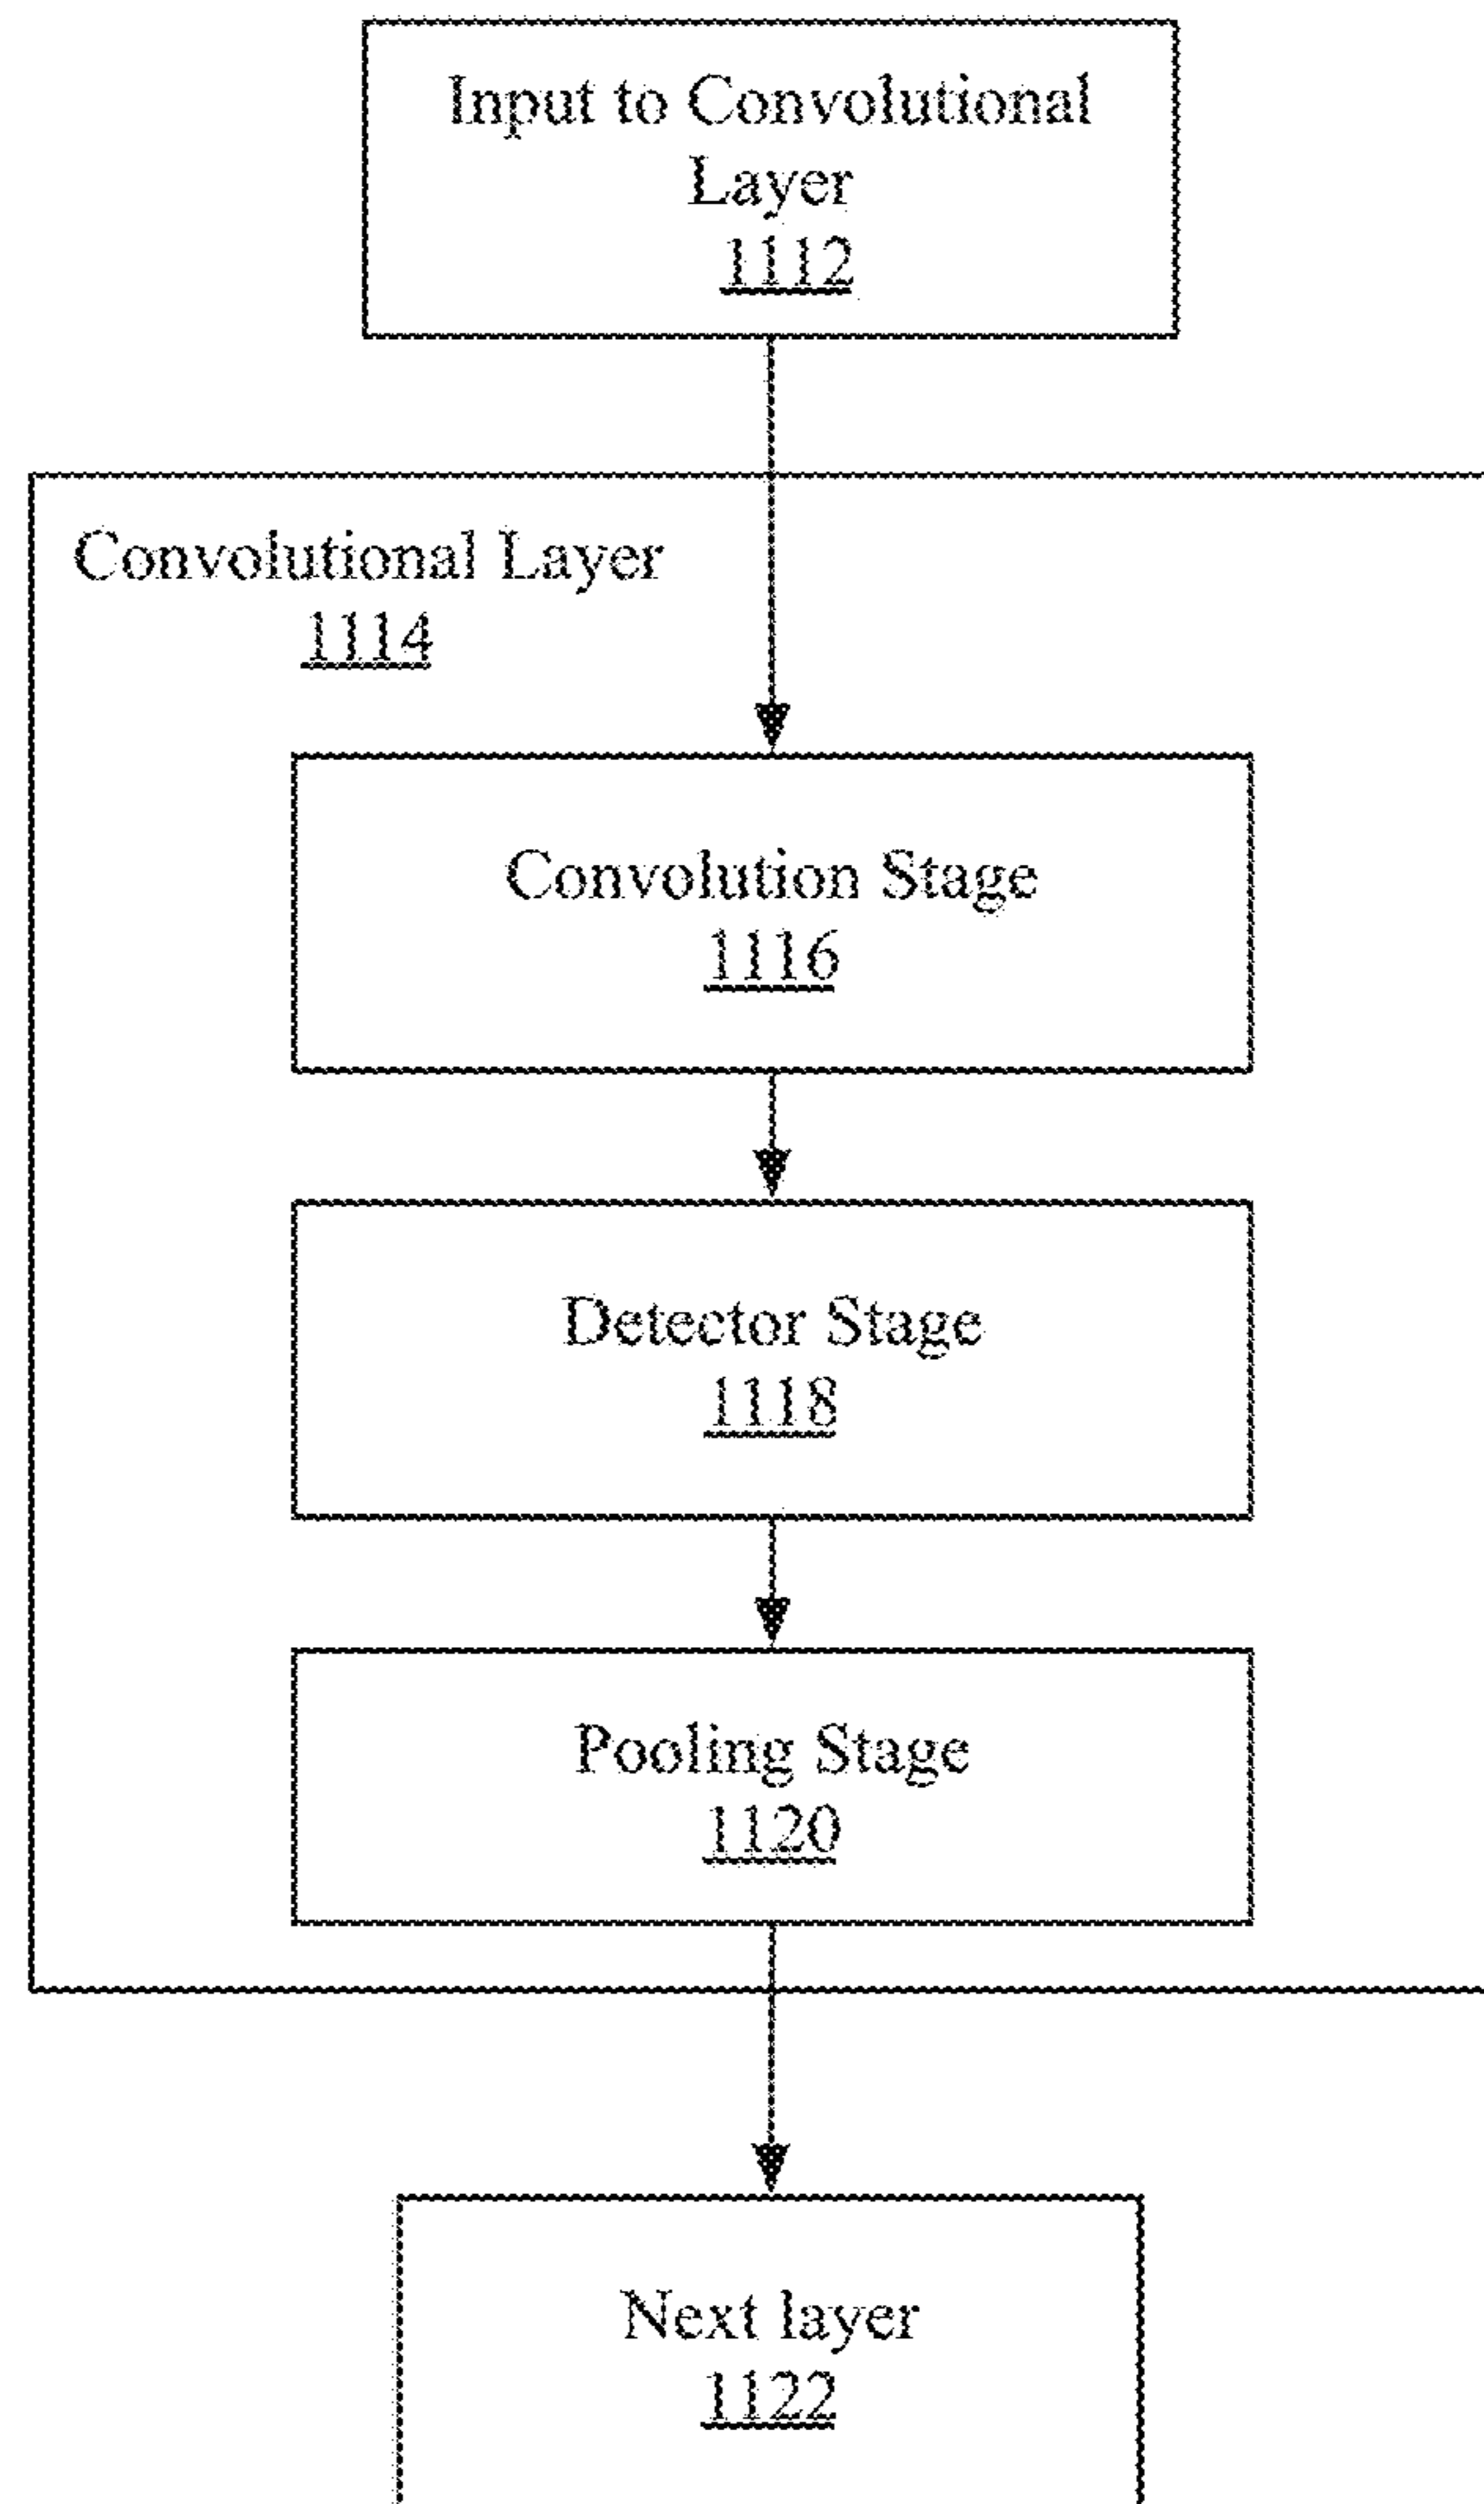 Input to Convolutional
Layer
1112
Convolutional Layer
1114
Convolution Stage
1116
Detector Stage
1118
Pooling Stage
1120
Next layer
1122